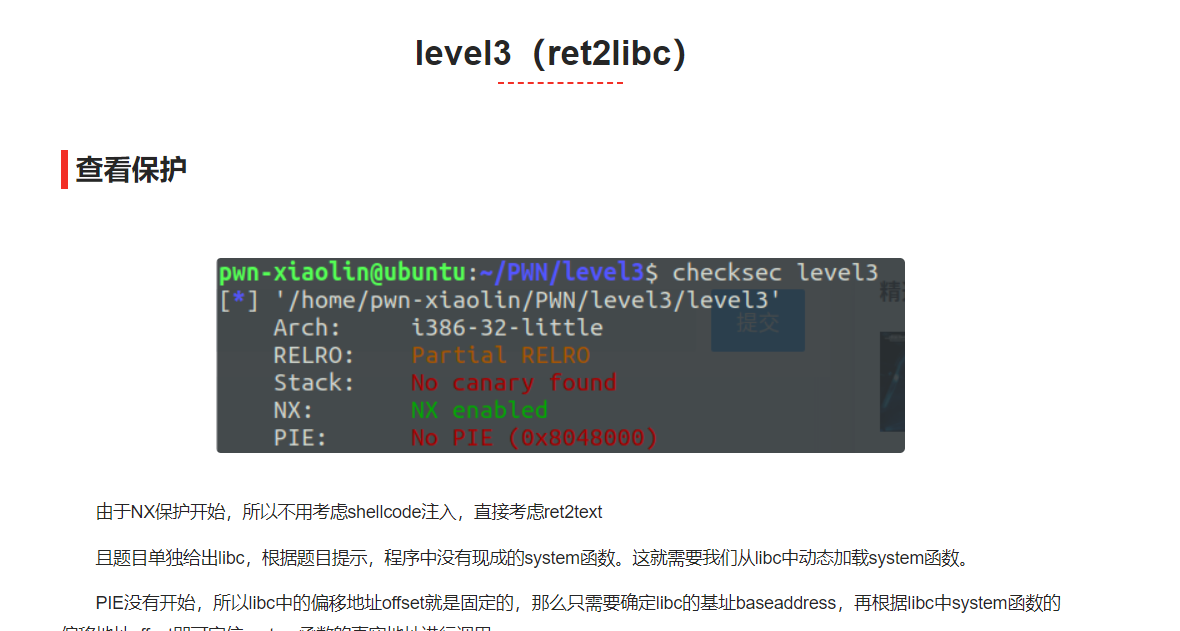 level3（ret2libc）
查看保护
pwn-xiaolin@ubuntu:~/PWN/level3$ checksec level3
[*] '/home/pwn-xiaolin/PWN/level3/level3'
Arch: i386-32-little
RELRO: Partial RELRO
Stack: No canary found
NX: NX enabled
PIE: No PIE (0x8048000)
提交
由于NX保护开始，所以不用考虑shellcode注入，直接考虑ret2text
且题目单独给出libc，根据题目提示，程序中没有现成的system函数。这就需要我们从libc中动态加载system函数。
PIE没有开始，所以libc中的偏移地址offset就是固定的，那么只需要确定libc的基址baseaddress，再根据libc中system函数的